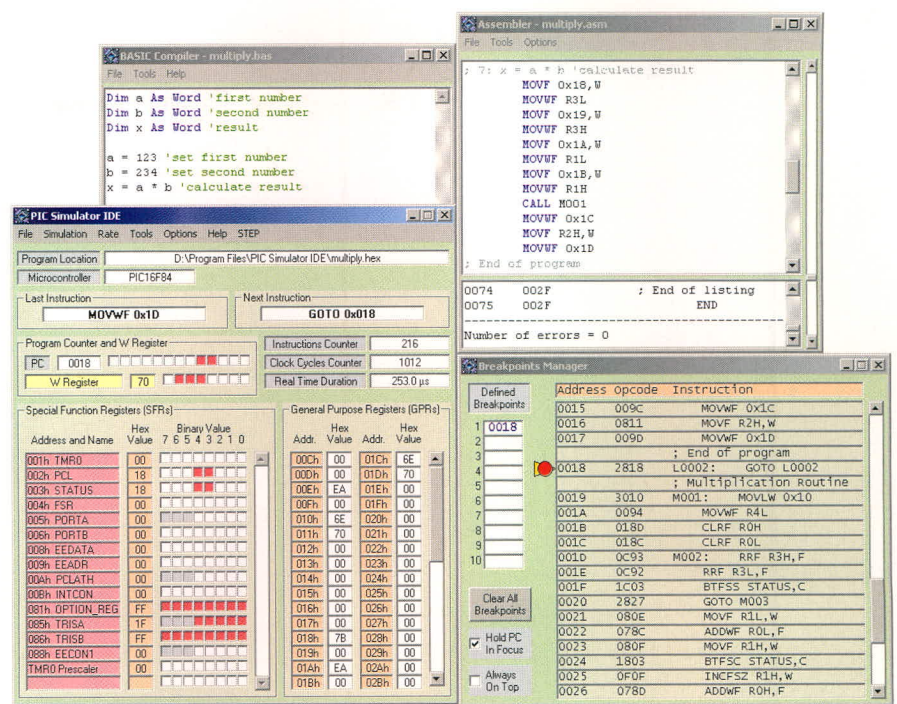 BASIC Compiler - multiply.bas
File Tools Help
Dim a As Word 'first number
Dim b As Word 'second number
Dim x As Word 'result
a = 123 'set first number
b = 234 'set second number
x = a * b 'calculate result
Assembler - multiply.asm
File Tools Options
; 7: x = a * b 'calculate result
MOVF 0x18,W
MOVWF R3L
MOVF 0x19,W
MOVWF R3H
MOVF 0x1A,W
MOVWF R1L
MOVF 0x1B,W
MOVWF R1H
CALL M001
MOVWF 0x1C
MOVF R2H,W
MOVWF 0x1D
; End of program
0074 002F ; End of listing
0075 002F END
Number of errors = 0
PIC Simulator IDE
File Simulation Rate Tools Options Help STEP
Program Location D:\Program Files\PIC Simulator IDE\multiply.hex
Microcontroller PIC16F84
Last Instruction Next Instruction
MOVWF 0x1D GOTO 0x018
Program Counter and W Register
PC 0018
W Register 70
Instructions Counter 216
Clock Cycles Counter 1012
Real Time Duration 253.0 µs
Special Function Registers (SFRs)
Hex Binary Value
Address and Name Value 7 6 5 4 3 2 1 0
001h TMR0 00
002h PCL 18
003h STATUS 18
004h FSR 00
005h PORTA 00
006h PORTB 00
008h EEDATA 00
009h EEADR 00
00Ah PCLATH 00
00Bh INTCON 00
081h OPTION_REG FF
085h TRISA 1F
086h TRISB FF
088h EECON1 00
TMR0 Prescaler 00
General Purpose Registers (GPRs)
Hex Hex
Addr. Value Addr. Value
00Ch 00 01Ch 6E
00Dh 00 01Dh 70
00Eh EA 01Eh 00
00Fh 00 01Fh 00
010h 6E 020h 00
011h 70 021h 00
012h 00 022h 00
013h 00 023h 00
014h 00 024h 00
015h 00 025h 00
016h 00 026h 00
017h 00 027h 00
018h 7B 028h 00
019h 00 029h 00
01Ah EA 02Ah 00
01Bh 00 02Bh 00
Breakpoints Manager
Defined
Breakpoints
1 0018
2
3
4
5
6
7
8
9
10
Clear All
Breakpoints
Hold PC
In Focus
Always
On Top
Address Opcode Instruction
0015 009C MOVWF 0x1C
0016 0811 MOVF R2H,W
0017 009D MOVWF 0x1D
; End of program
0018 2818 L0002: GOTO L0002
; Multiplication Routine
0019 3010 M001: MOVLW 0x10
001A 0094 MOVWF R4L
001B 018D CLRF R0H
001C 018C CLRF R0L
001D 0C93 M002: RRF R3H,F
001E 0C92 RRF R3L,F
001F 1C03 BTFSS STATUS,C
0020 2827 GOTO M003
0021 080E MOVF R1L,W
0022 078C ADDWF R0L,F
0023 080F MOVF R1H,W
0024 1803 BTFSC STATUS,C
0025 0F0F INCFSZ R1H,W
0026 078D ADDWF R0H,F